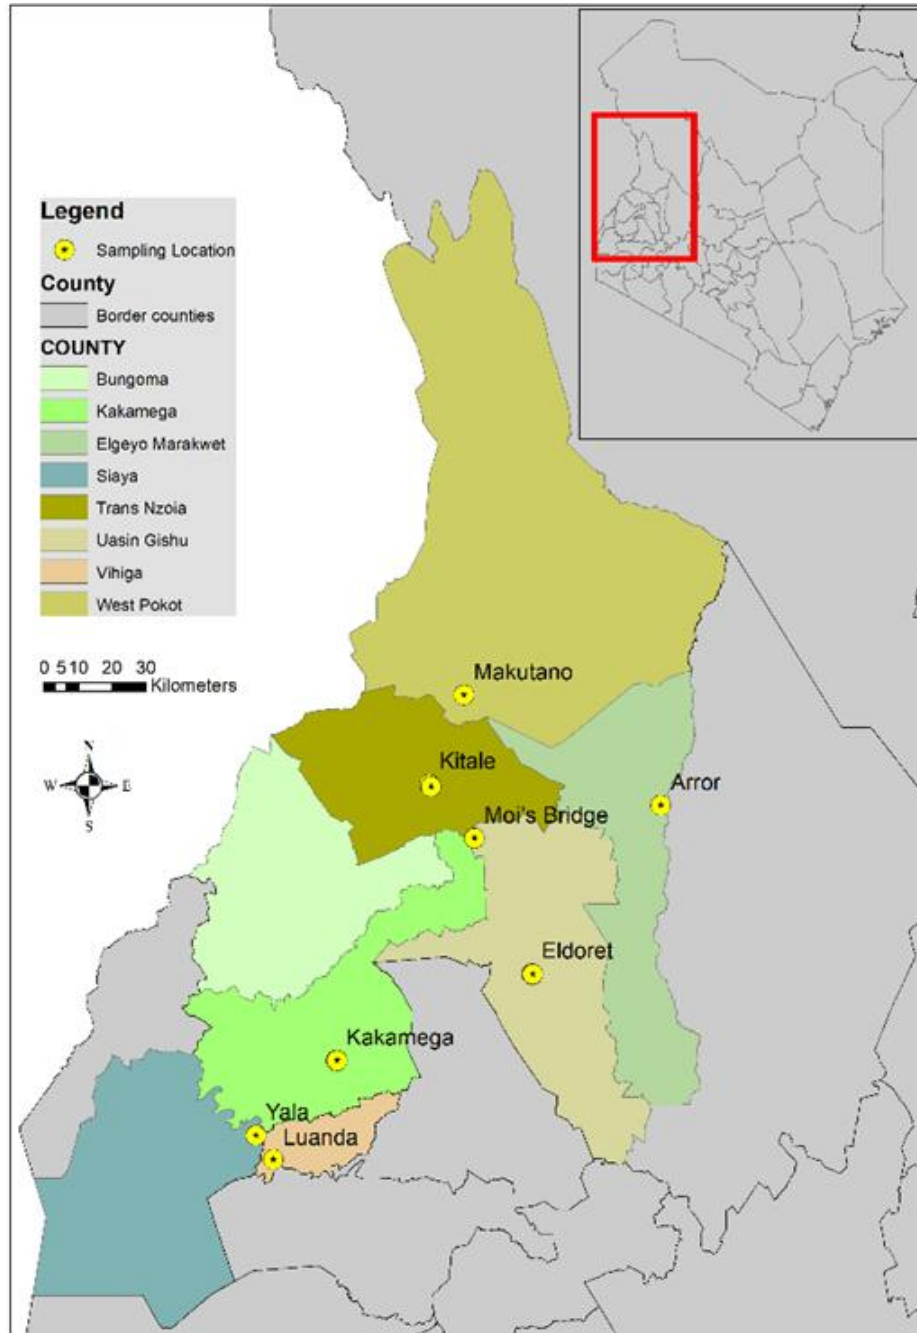 Legend
Sampling Location
County
Border counties
COUNTY
Bungoma
Kakamega
Elgeyo Marakwet
Siaya
Trans Nzoia
Uasin Gishu
Vihiga
West Pokot
0 5 10 20 30
Kilometers
N
W E
S
Makutano
Kitale
Arror
Moi's Bridge
Eldoret
Kakamega
Yala
Luanda